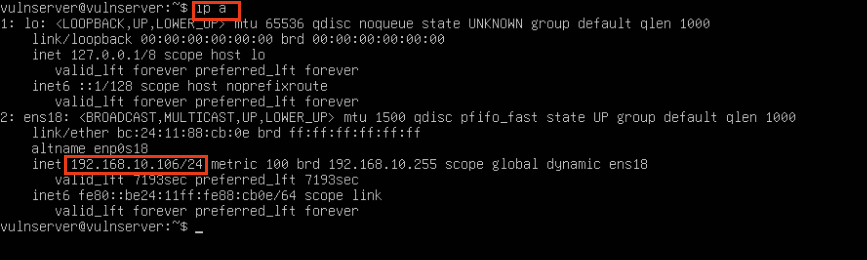 vulnserver@vulnserver:~$ ip a
1: lo: <LOOPBACK,UP,LOWER_UP> mtu 65536 qdisc noqueue state UNKNOWN group default qlen 1000
link/loopback 00:00:00:00:00:00 brd 00:00:00:00:00:00
inet 127.0.0.1/8 scope host lo
valid_lft forever preferred_lft forever
inet6 ::1/128 scope host noprefixroute
valid_lft forever preferred_lft forever
2: ens18: <BROADCAST,MULTICAST,UP,LOWER_UP> mtu 1500 qdisc pfifo_fast state UP group default qlen 1000
link/ether bc:24:11:88:cb:0e brd ff:ff:ff:ff:ff:ff
altname enp0s18
inet 192.168.10.106/24 metric 100 brd 192.168.10.255 scope global dynamic ens18
valid_lft 7193sec preferred_lft 7193sec
inet6 fe80::be24:11ff:fe88:cb0e/64 scope link
valid_lft forever preferred_lft forever
vulnserver@vulnserver:~$ _